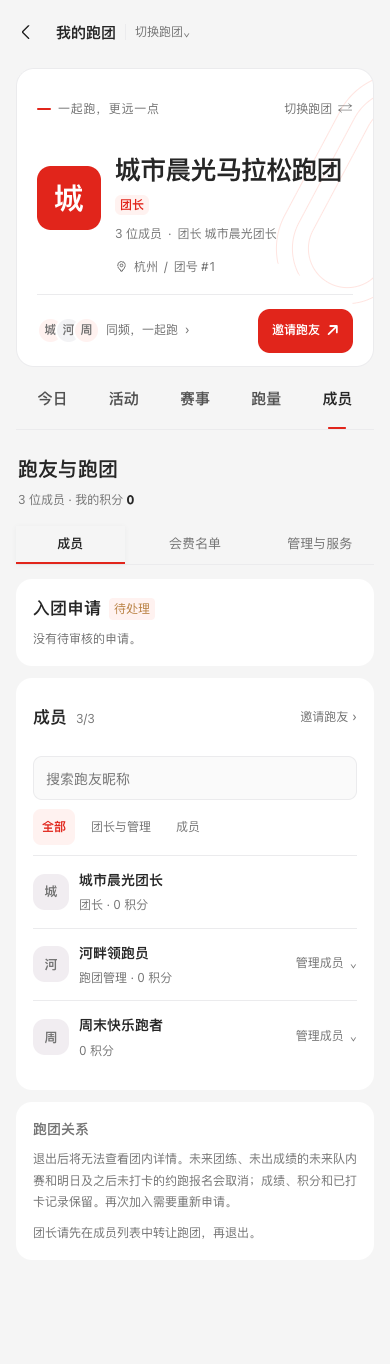 我的跑团 切换跑团
一起跑，更远一点 切换跑团
城 城市晨光马拉松跑团
团长
3 位成员 · 团长 城市晨光团长
杭州 / 团号 #1
城 河 周 同频，一起跑 › 邀请跑友
今日 活动 赛事 跑量 成员
跑友与跑团
3 位成员 · 我的积分 0
成员 会费名单 管理与服务
入团申请 待处理
没有待审核的申请。
成员 3/3 邀请跑友 ›
搜索跑友昵称
全部 团长与管理 成员
城 城市晨光团长
团长 · 0 积分
河 河畔领跑员 管理成员
跑团管理 · 0 积分
周 周末快乐跑者 管理成员
0 积分
跑团关系
退出后将无法查看团内详情。未来团练、未出成绩的未来队内
赛和明日及之后未打卡的约跑报名会取消；成绩、积分和已打
卡记录保留。再次加入需要重新申请。
团长请先在成员列表中转让跑团，再退出。